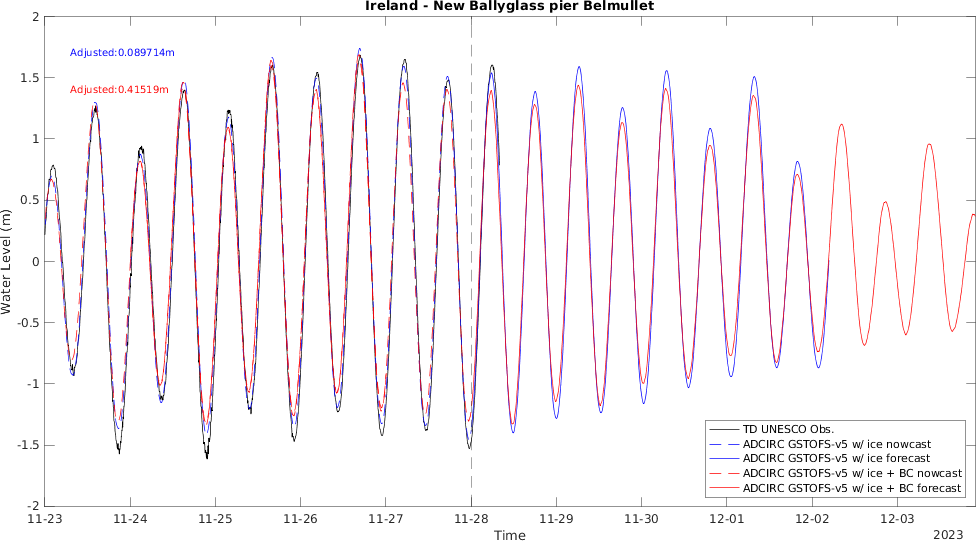 Ireland - New Ballyglass pier Belmullet
Water Level (m)
2
1.5
1
0.5
0
-0.5
-1
-1.5
-2
Adjusted:0.089714m
Adjusted:0.41519m
TD UNESCO Obs.
ADCIRC GSTOFS-v5 w/ ice nowcast
ADCIRC GSTOFS-v5 w/ ice forecast
ADCIRC GSTOFS-v5 w/ ice + BC nowcast
ADCIRC GSTOFS-v5 w/ ice + BC forecast
11-23 11-24 11-25 11-26 11-27 11-28 11-29 11-30 12-01 12-02 12-03
Time
2023